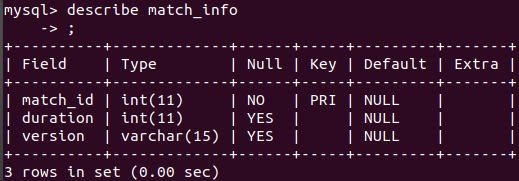 mysql> describe match_info
    -> ;
+----------+-------------+------+-----+---------+-------+
| Field    | Type        | Null | Key | Default | Extra |
+----------+-------------+------+-----+---------+-------+
| match_id | int(11)     | NO   | PRI | NULL    |       |
| duration | int(11)     | YES  |     | NULL    |       |
| version  | varchar(15) | YES  |     | NULL    |       |
+----------+-------------+------+-----+---------+-------+
3 rows in set (0.00 sec)